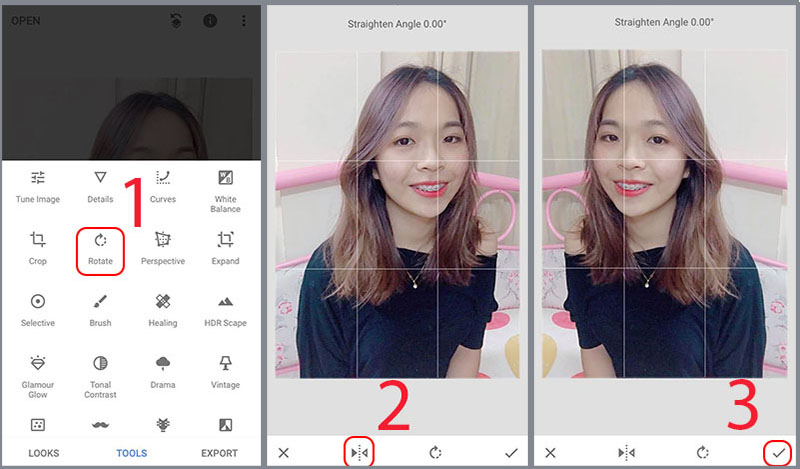 OPEN
Tune Image
Details
Curves
White
Balance
1
Crop
Rotate
Perspective
Expand
Selective
Brush
Healing
HDR Scape
Glamour
Glow
Tonal
Contrast
Drama
Vintage
LOOKS
TOOLS
EXPORT
Straighten Angle 0.00°
2
Straighten Angle 0.00°
3